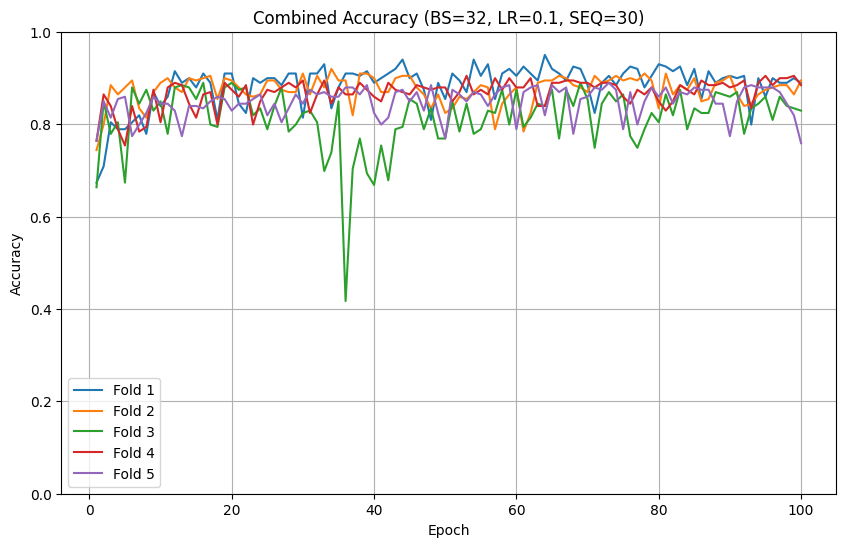 Combined Accuracy (BS=32, LR=0.1, SEQ=30)
1.0
0.8
0.6
0.4
0.2
0.0
Accuracy
Fold 1
Fold 2
Fold 3
Fold 4
Fold 5
0 20 40 60 80 100
Epoch